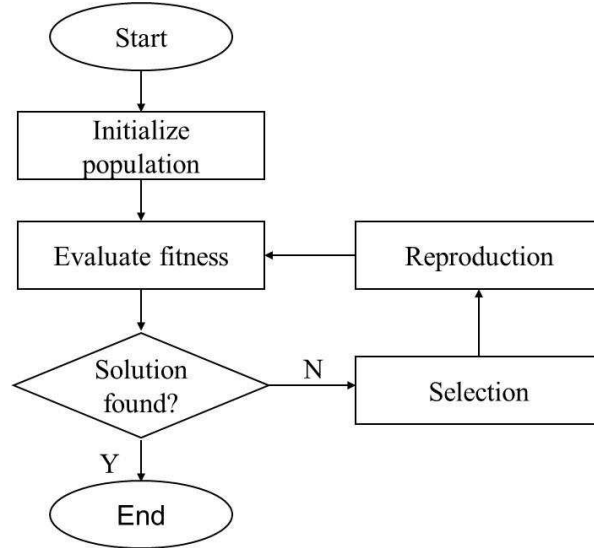 Start
Initialize
population
Evaluate fitness
Reproduction
Solution
found?
N
Selection
Y
End